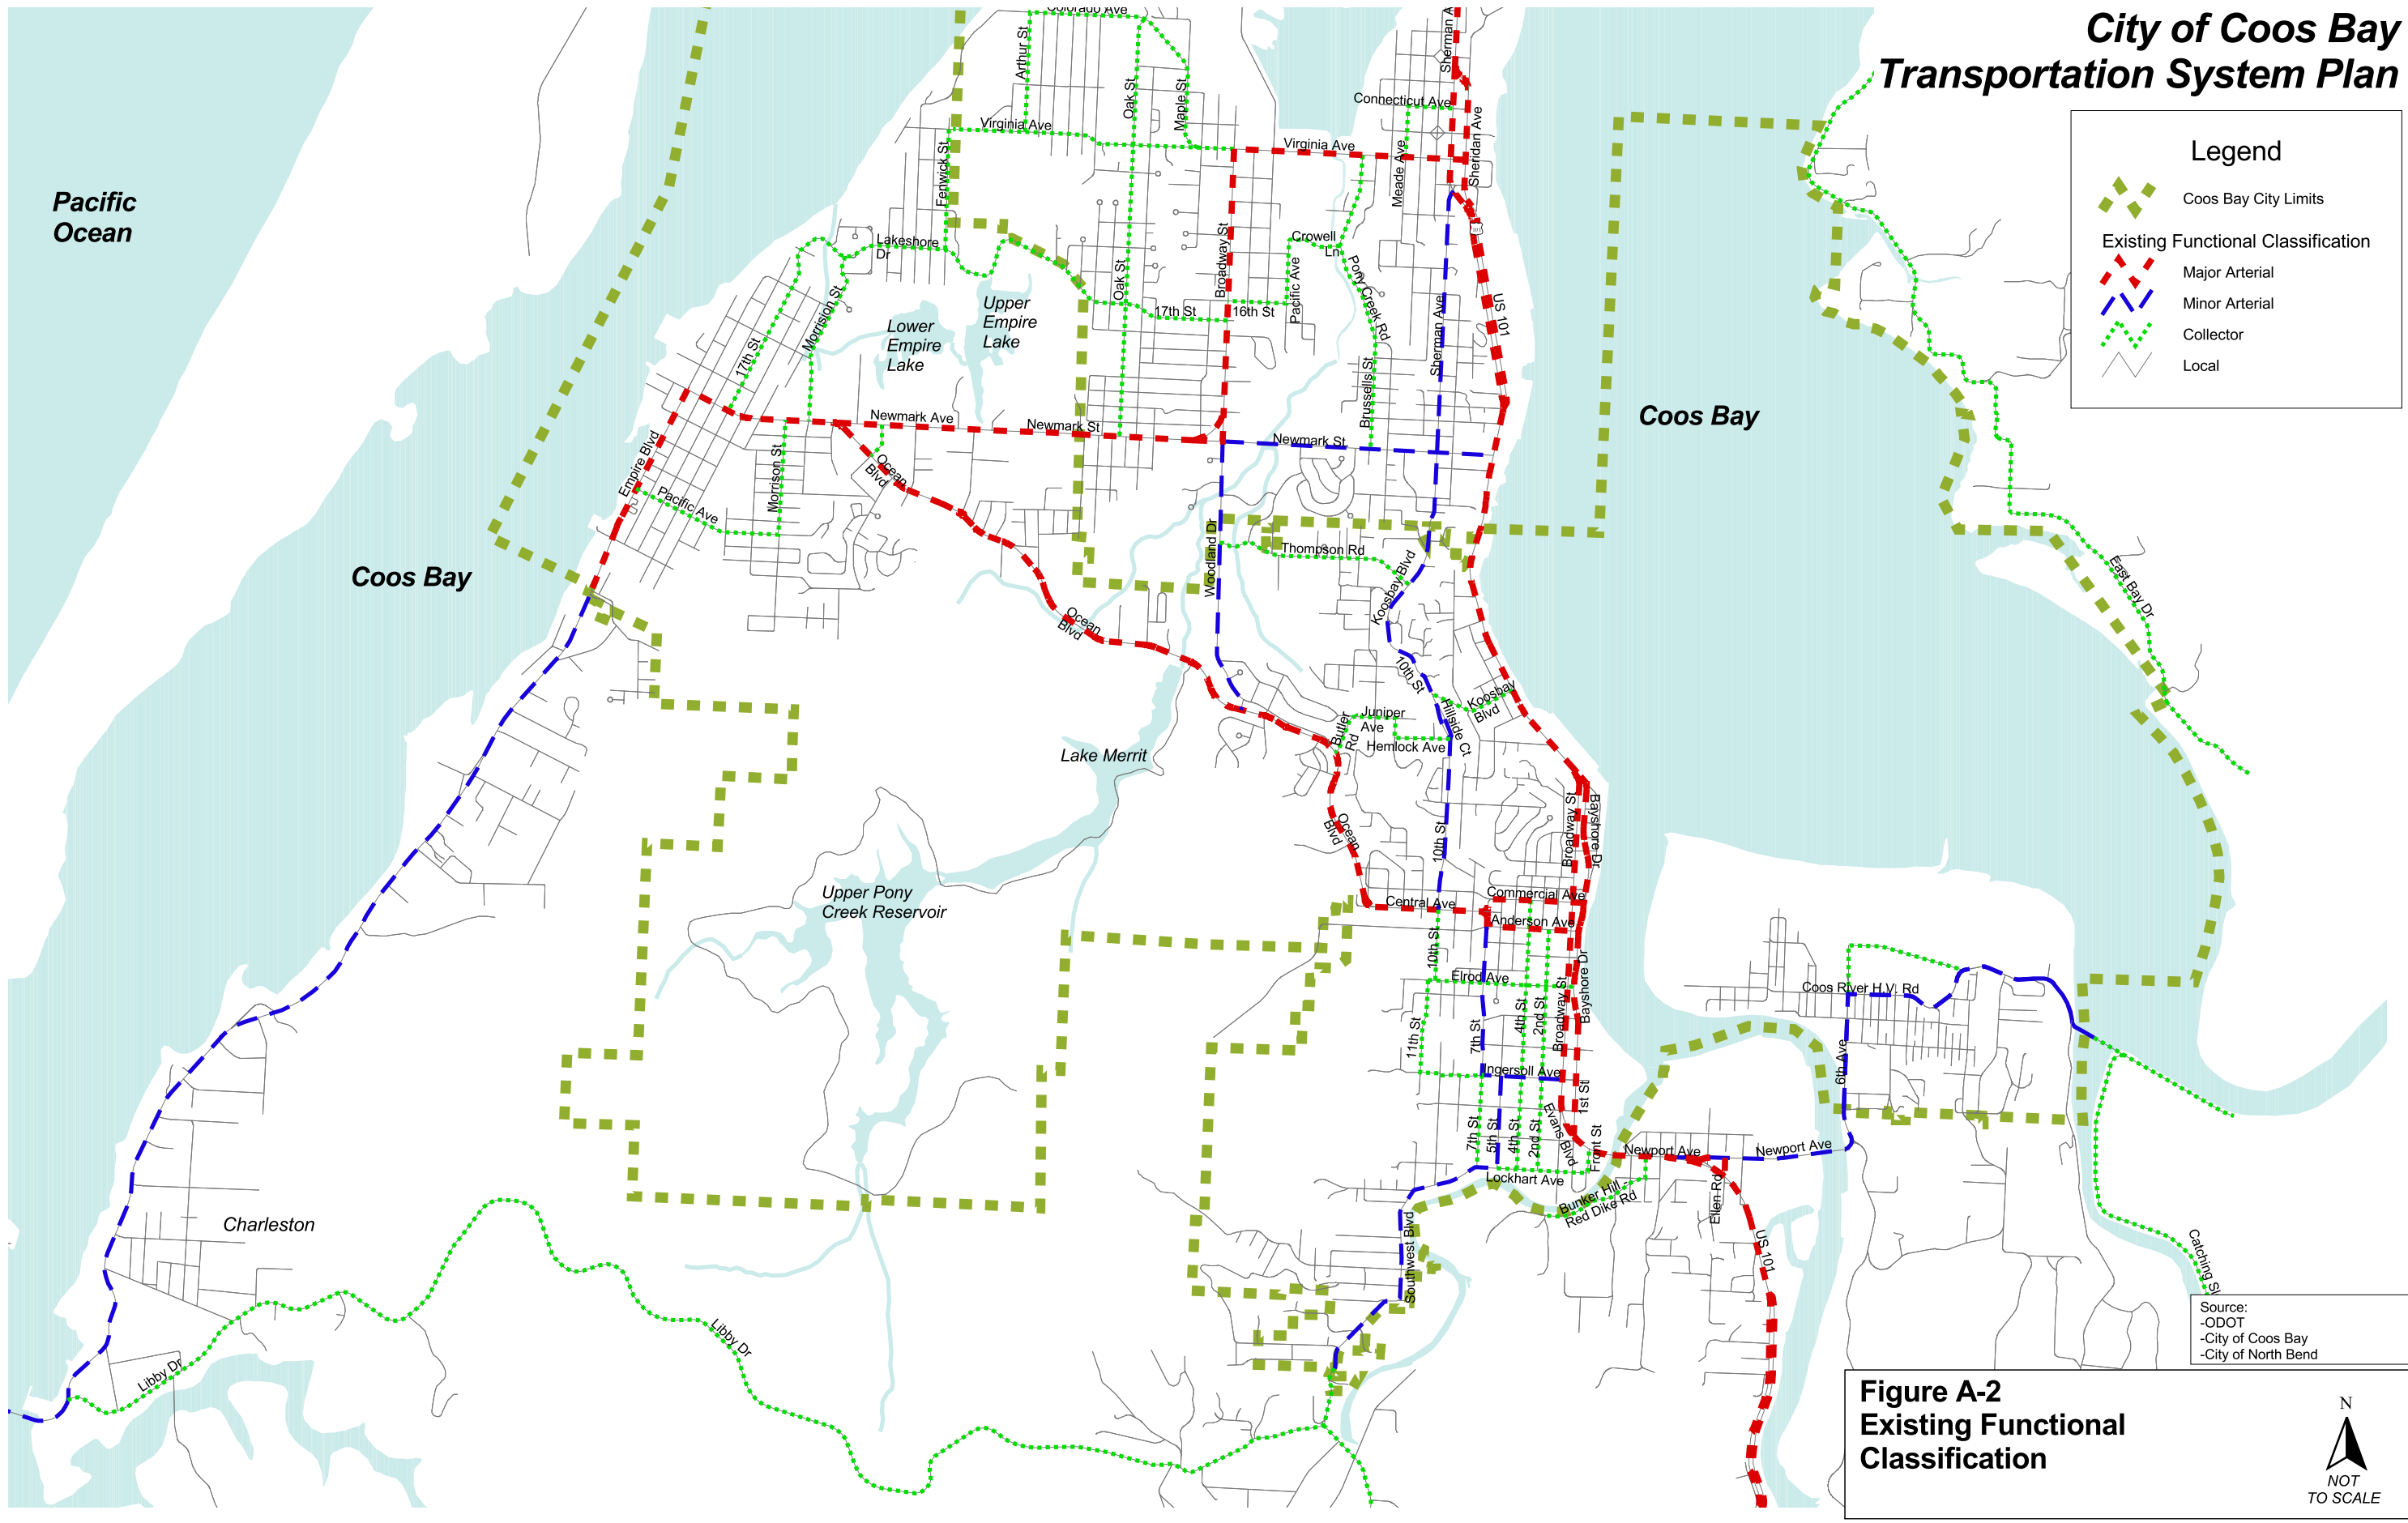 City of Coos Bay
Transportation System Plan
Legend
Coos Bay City Limits
Existing Functional Classification
Major Arterial
Minor Arterial
Collector
Local
Pacific
Ocean
Colorado Ave
Arthur St
Oak St
Maple St
Virginia Ave
Fenwick St
Lakeshore
Dr
Morrision St
17th St
Lower
Empire
Lake
Upper
Empire
Lake
Oak St
17th St
Broadway St
16th St
Virginia Ave
Crowell
Ln
Pacific Ave
Pony Creek Rd
Brussells St
Connecticut Ave
Meade Ave
Sherman A
Sheridan Ave
Sherman Ave
US 101
Coos Bay
Newmark Ave
Newmark St
Newmark St
Empire Blvd
Pacific Ave
Morrison St
Ocean
Blvd
Coos Bay
Ocean
Blvd
Woodland Dr
Thompson Rd
Koosbay Blvd
10th St
Koosbay
Blvd
Hillside Ct
Juniper
Ave
Butler
Rd
Hemlock Ave
East Bay Dr
Lake Merrit
Ocean
Blvd
10th St
Broadway St
Bayshore Dr
Upper Pony
Creek Reservoir
Commercial Ave
Central Ave
Anderson Ave
10th St
Elrod Ave
Bayshore Dr
Broadway St
4th St
2nd St
11th St
7th St
Ingersoll Ave
1st St
7th St
5th St
4th St
2nd St
Evans Blvd
Front St
Lockhart Ave
Coos River H.V. Rd
6th Ave
Newport Ave
Newport Ave
Bunker Hill -
Red Dike Rd
Ellen Rd
US 101
Southwest Blvd
Catching Sl
Charleston
Libby Dr
Libby Dr
Source:
-ODOT
-City of Coos Bay
-City of North Bend
Figure A-2
Existing Functional
Classification
N
NOT
TO SCALE